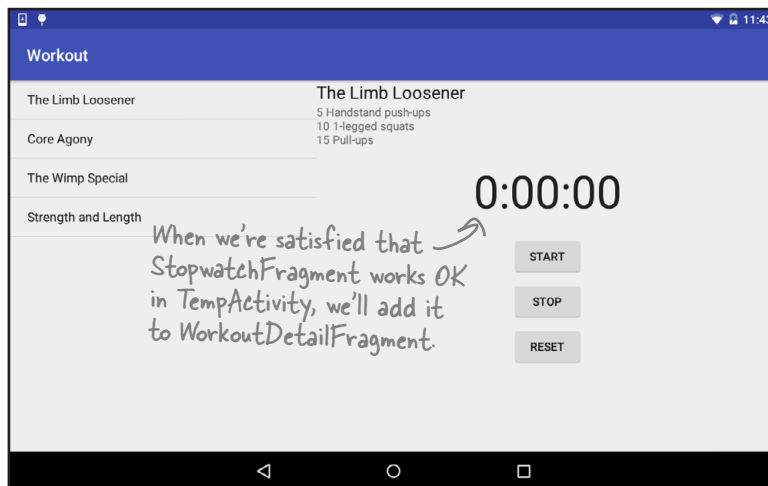 11:43
Workout
The Limb Loosener
Core Agony
The Wimp Special
Strength and Length
The Limb Loosener
5 Handstand push-ups
10 1-legged squats
15 Pull-ups
0:00:00
START
STOP
RESET
When we're satisfied that
StopwatchFragment works OK
in TempActivity, we'll add it
to WorkoutDetailFragment.